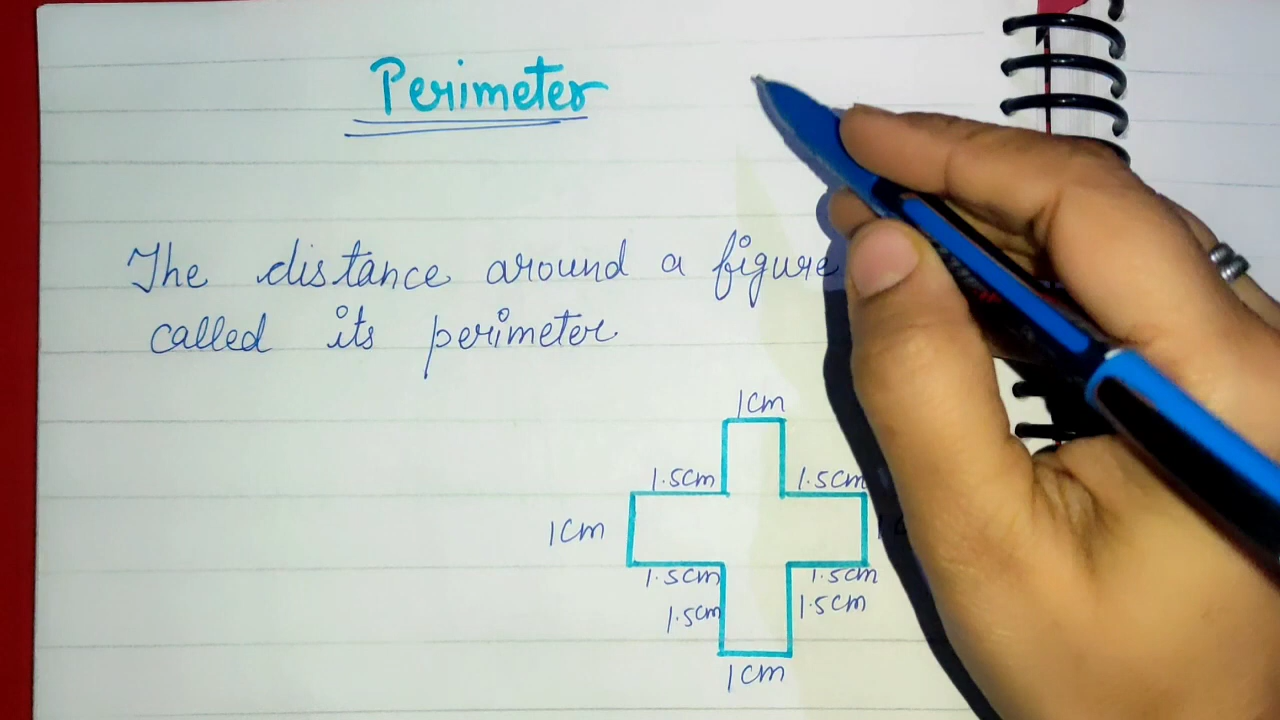 Perimeter
The distance around a figure
called its perimeter
1cm
1.5cm 1.5cm
1cm
1.5cm 1.5cm
1.5cm 1.5cm
1cm